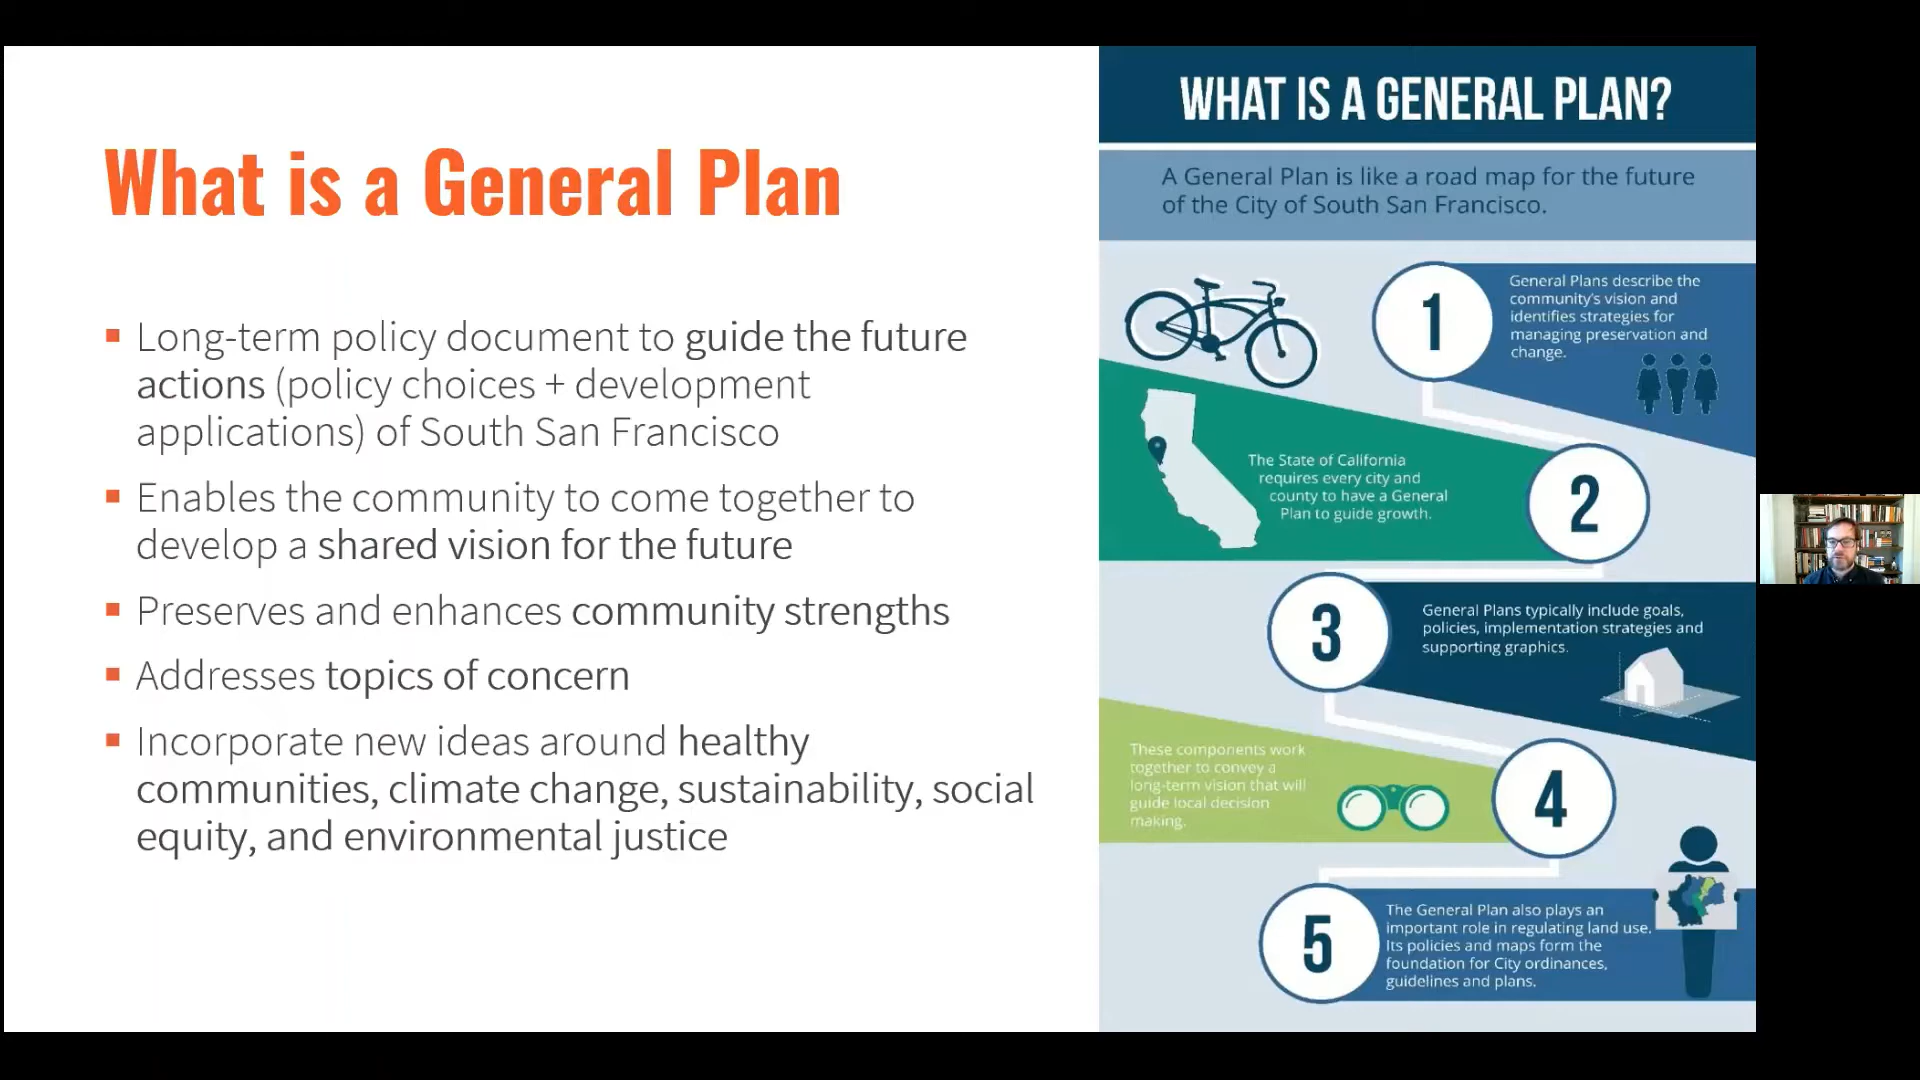 What is a General Plan
Long-term policy document to guide the future
actions (policy choices + development
applications) of South San Francisco
Enables the community to come together to
develop a shared vision for the future
Preserves and enhances community strengths
Addresses topics of concern
Incorporate new ideas around healthy
communities, climate change, sustainability, social
equity, and environmental justice
WHAT IS A GENERAL PLAN?
A General Plan is like a road map for the future
of the City of South San Francisco.
1
General Plans describe the
community's vision and
identifies strategies for
managing preservation and
change.
2
The State of California
requires every city and
county to have a General
Plan to guide growth.
3
General Plans typically include goals,
policies, implementation strategies and
supporting graphics.
4
These components work
together to convey a
long-term vision that will
guide local decision
making.
5
The General Plan also plays an
important role in regulating land use.
Its policies and maps form the
foundation for City ordinances,
guidelines and plans.